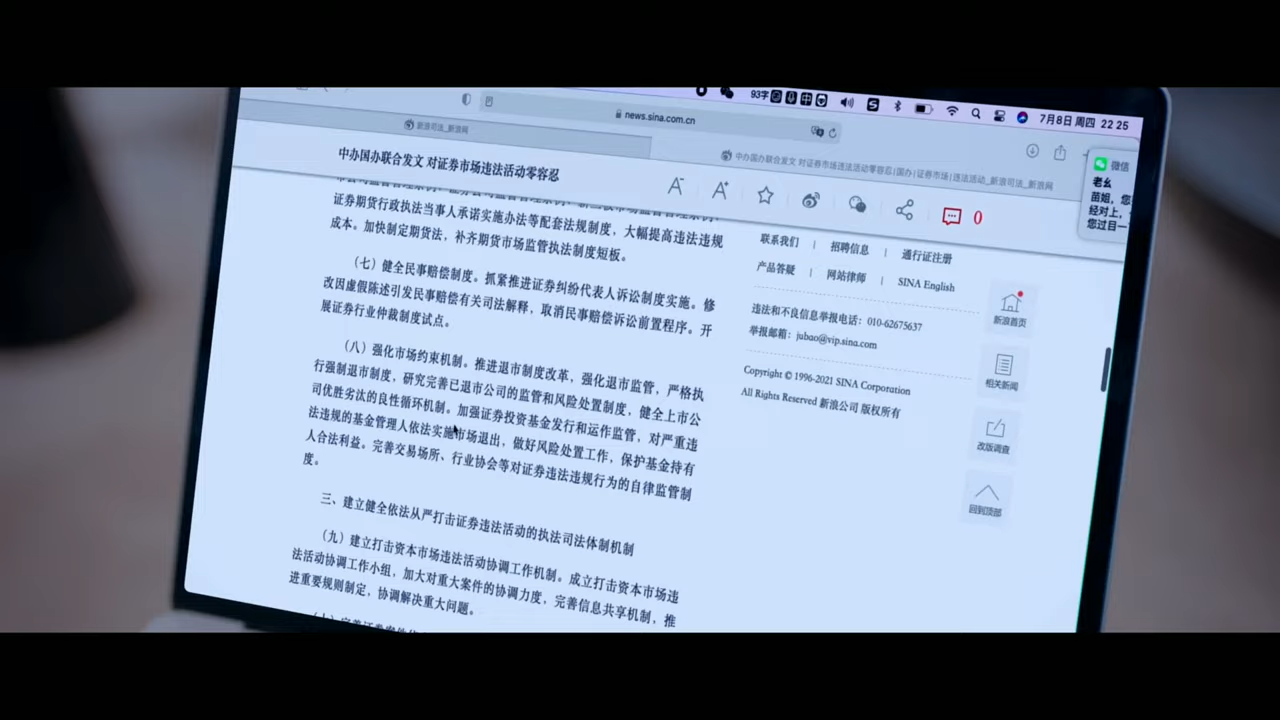 93字
中
7月8日 周四 22 25
news.sina.com.cn
新浪司法_新浪网
中办国办联合发文 对证券市场违法活动零容忍|国办|证券市场|违法活动_新浪司法_新浪网
微信
老幺
苗姐，您
经对上，
您过目一
中办国办联合发文 对证券市场违法活动零容忍
0
证券期货行政执法当事人承诺实施办法等配套法规制度，大幅提高违法违规
成本。加快制定期货法，补齐期货市场监管执法制度短板。
（七）健全民事赔偿制度。抓紧推进证券纠纷代表人诉讼制度实施。修
改因虚假陈述引发民事赔偿有关司法解释，取消民事赔偿诉讼前置程序。开
展证券行业仲裁制度试点。
（八）强化市场约束机制。推进退市制度改革，强化退市监管，严格执
行强制退市制度，研究完善已退市公司的监管和风险处置制度，健全上市公
司优胜劣汰的良性循环机制。加强证券投资基金发行和运作监管，对严重违
法违规的基金管理人依法实施市场退出，做好风险处置工作，保护基金持有
人合法利益。完善交易场所、行业协会等对证券违法违规行为的自律监管制
度。
三、建立健全依法从严打击证券违法活动的执法司法体制机制
（九）建立打击资本市场违法活动协调工作机制。成立打击资本市场违
法活动协调工作小组，加大对重大案件的协调力度，完善信息共享机制，推
进重要规则制定，协调解决重大问题。
联系我们 | 招聘信息 | 通行证注册
产品答疑 | 网站律师 | SINA English
违法和不良信息举报电话：010-62675637
举报邮箱：jubao@vip.sina.com
Copyright © 1996-2021 SINA Corporation
All Rights Reserved 新浪公司 版权所有
新浪首页
相关新闻
改版调查
回到顶部